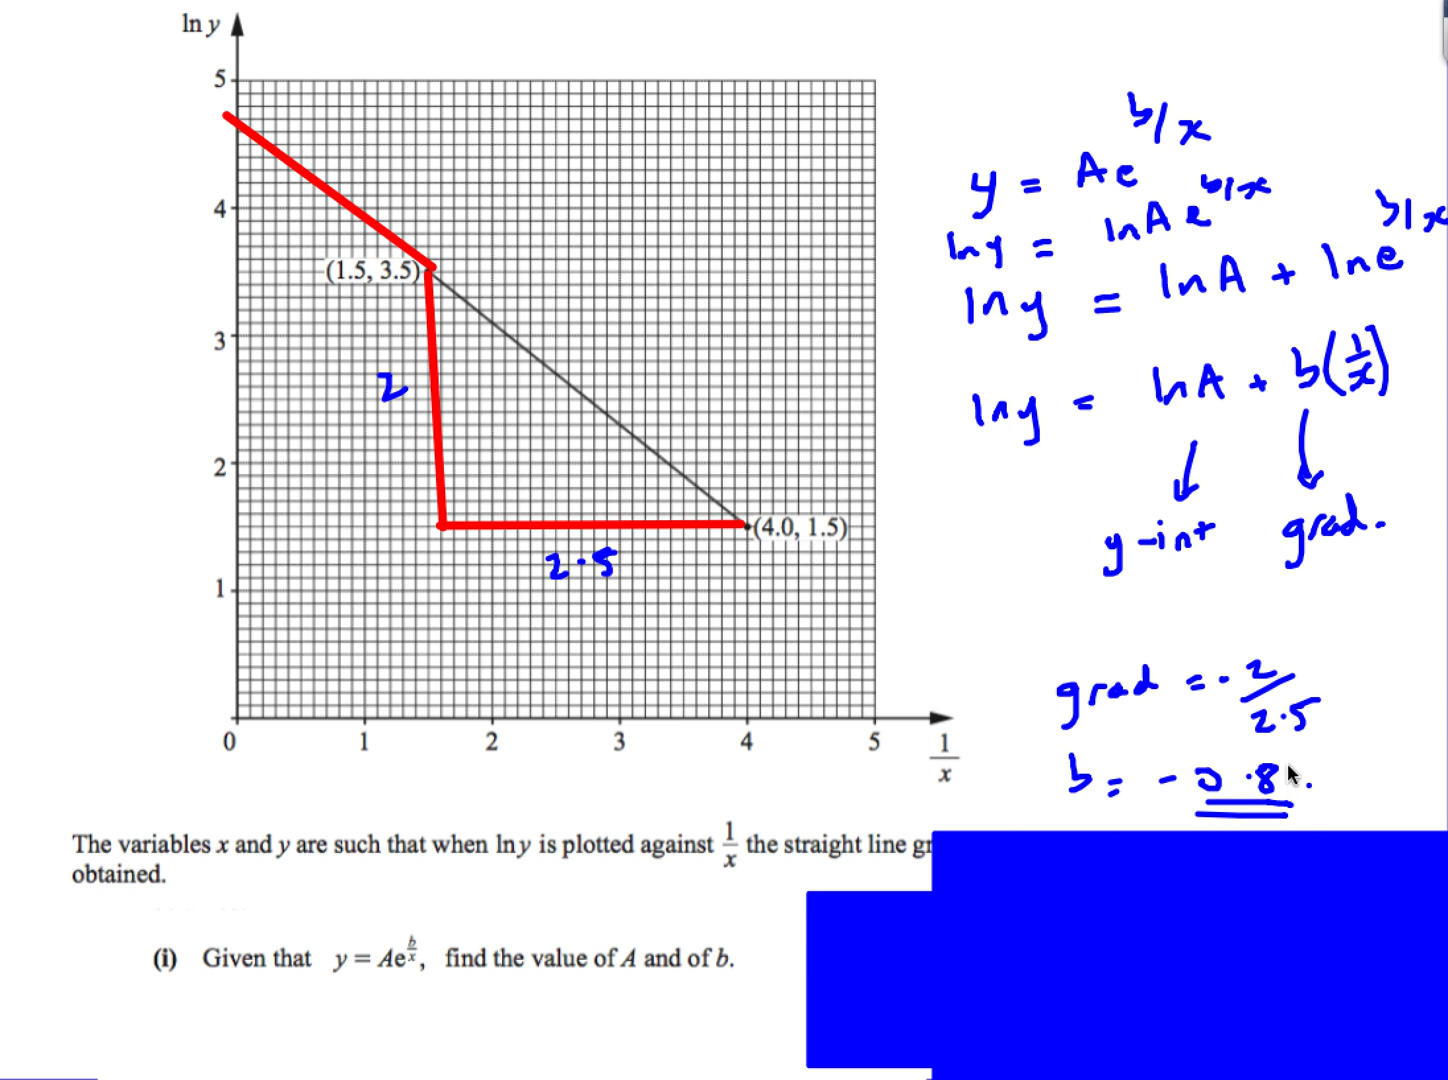 ln y
5
4
3
2
1
0 1 2 3 4 5
1/x
(1.5, 3.5)
(4.0, 1.5)
2
2.5
y = Ae^b/x
ln y = ln A e^b/x
ln y = ln A + ln e^b/x
ln y = ln A + b(1/x)
y-int grad.
grad = -2/2.5
b = -0.8.
The variables x and y are such that when ln y is plotted against 1/x the straight line
obtained.
(i) Given that y = Ae^b/x, find the value of A and of b.